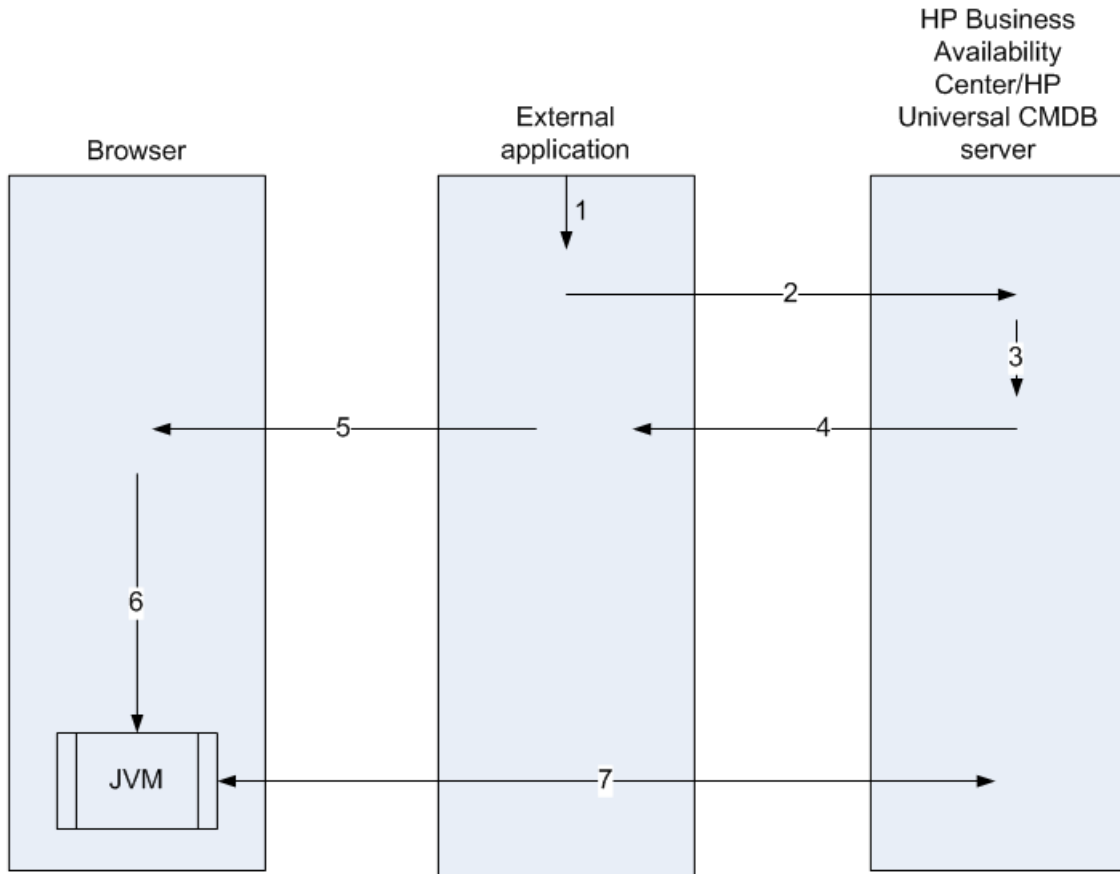 Browser
External
application
HP Business
Availability
Center/HP
Universal CMDB
server
1
2
3
5
4
6
JVM
7